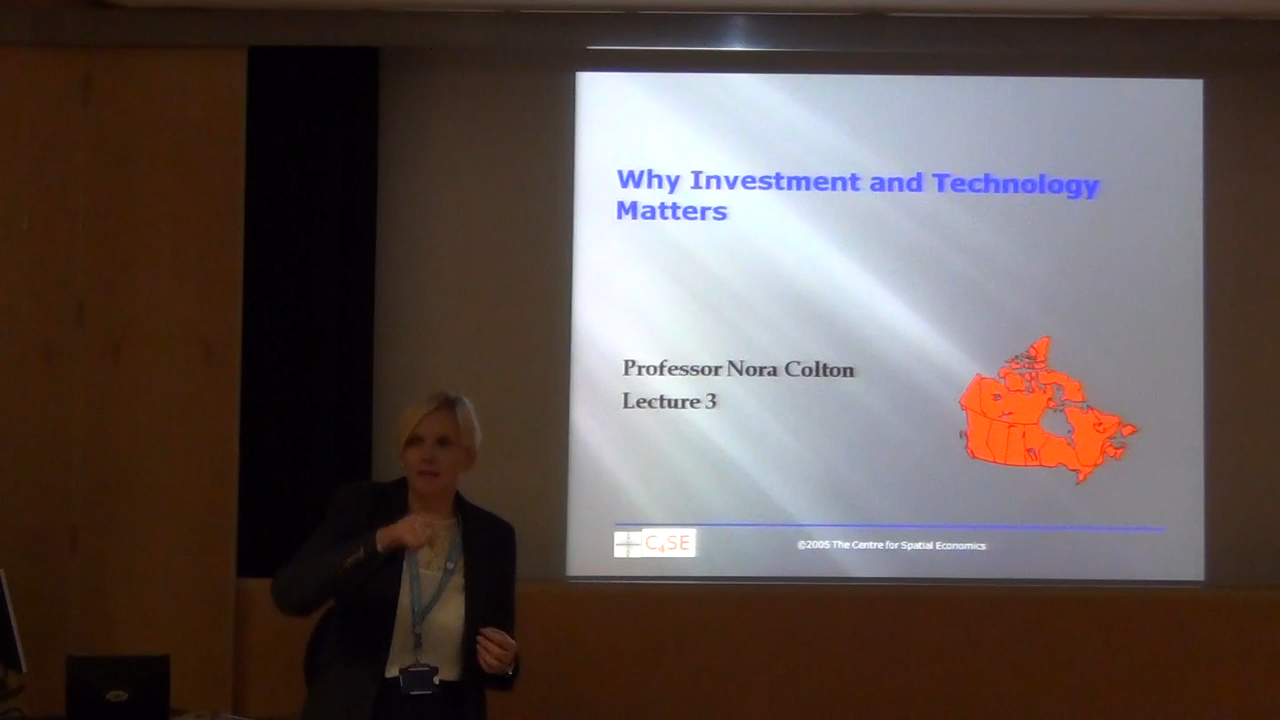 Why Investment and Technology
Matters
Professor Nora Colton
Lecture 3
C4SE
©2005 The Centre for Spatial Economics